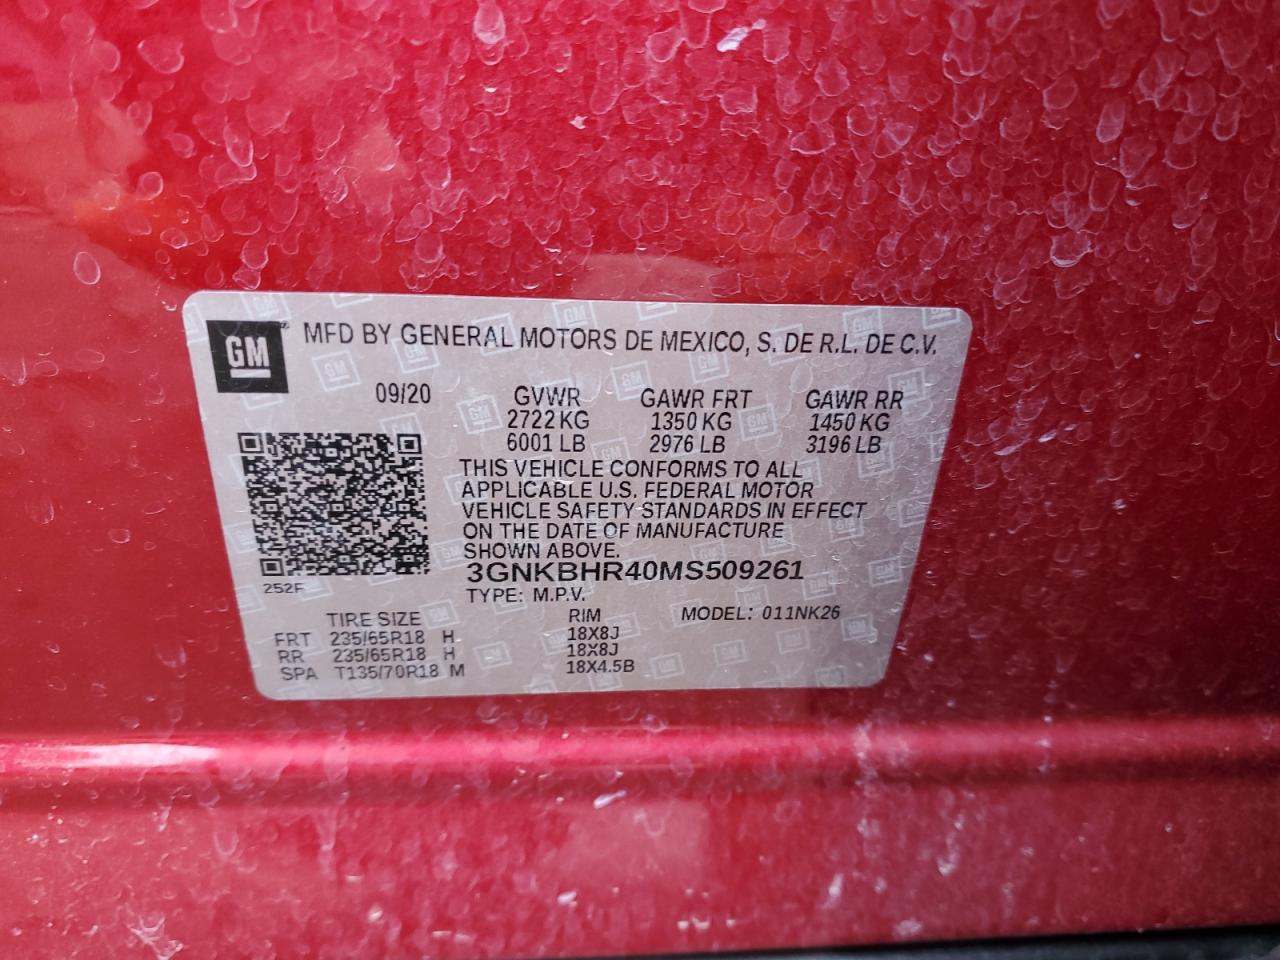 GM MFD BY GENERAL MOTORS DE MEXICO, S. DE R.L. DE C.V.
09/20 GVWR GAWR FRT GAWR RR
2722 KG 1350 KG 1450 KG
6001 LB 2976 LB 3196 LB
THIS VEHICLE CONFORMS TO ALL
APPLICABLE U.S. FEDERAL MOTOR
VEHICLE SAFETY STANDARDS IN EFFECT
ON THE DATE OF MANUFACTURE
SHOWN ABOVE.
252F 3GNKBHR40MS509261
TYPE: M.P.V.
TIRE SIZE RIM MODEL: 011NK26
FRT 235/65R18 H 18X8J
RR 235/65R18 H 18X8J
SPA T135/70R18 M 18X4.5B